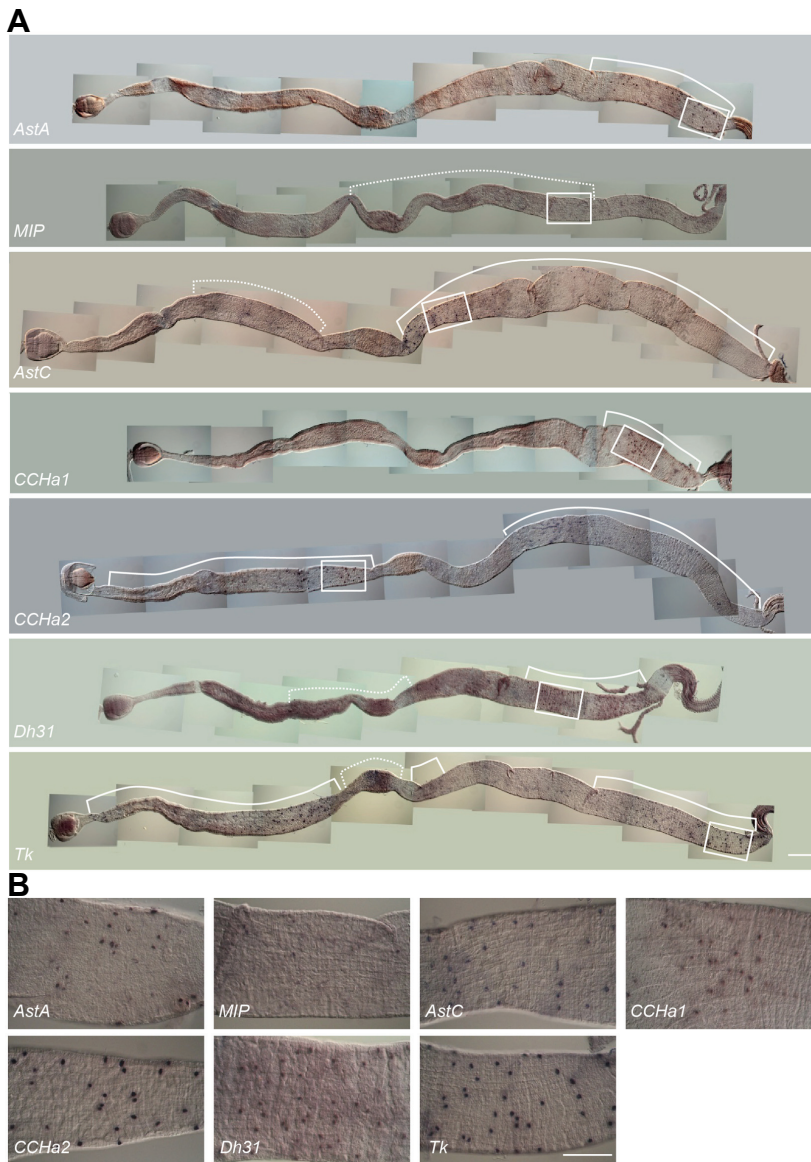 A
AstA
MIP
AstC
CCHa1
CCHa2
Dh31
Tk
B
AstA
MIP
AstC
CCHa1
CCHa2
Dh31
Tk